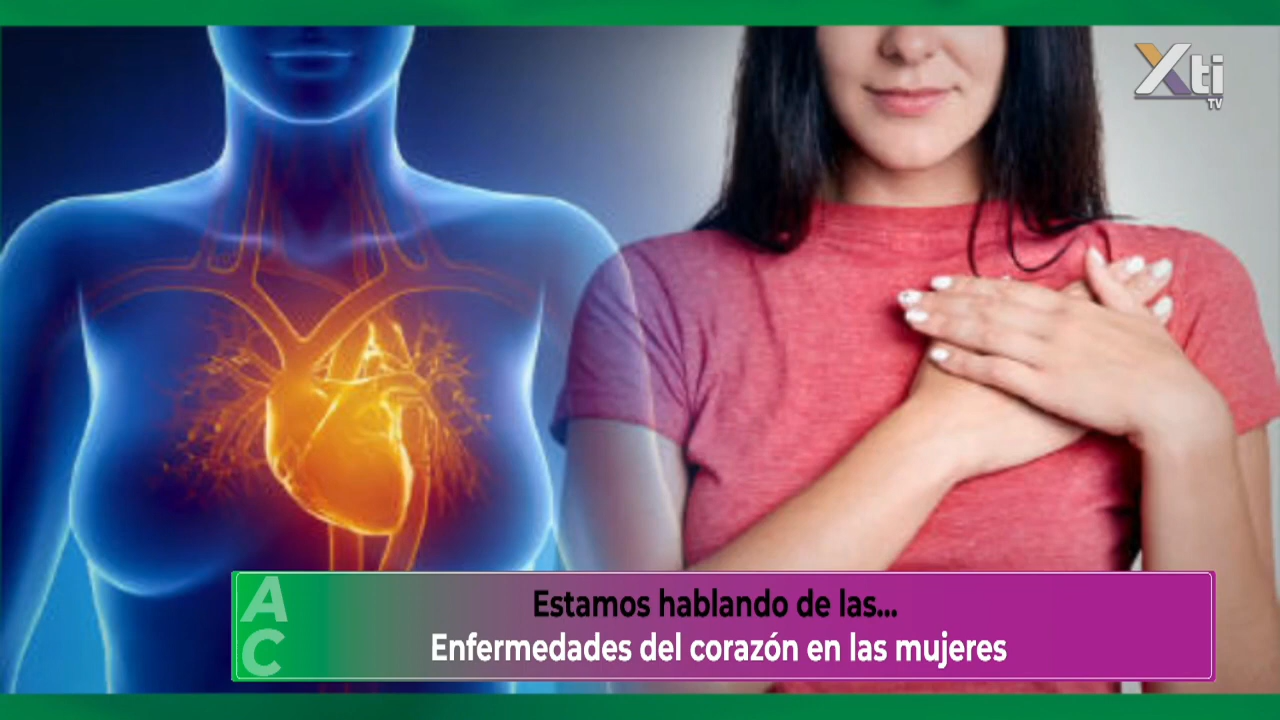 Xti
TV
A
C
Estamos hablando de las...
Enfermedades del corazón en las mujeres